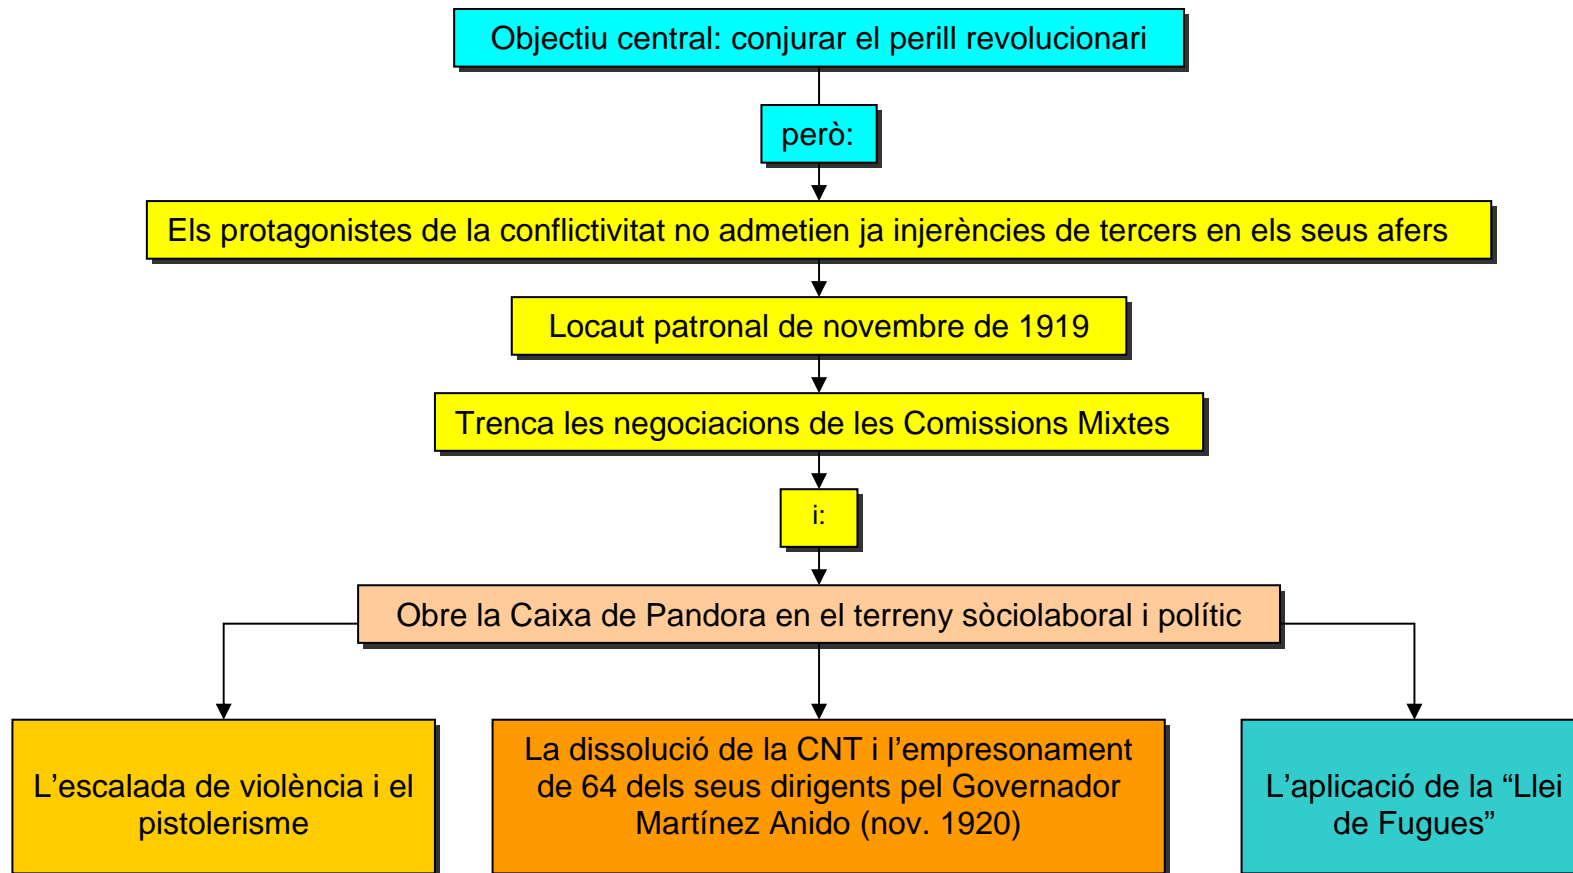 Objectiu central: conjurar el perill revolucionari
però:
Els protagonistes de la conflictivitat no admetien ja injerències de tercers en els seus afers
Locaut patronal de novembre de 1919
Trenca les negociacions de les Comissions Mixtes
i:
Obre la Caixa de Pandora en el terreny sòciolaboral i polític
L’escalada de violència i el
pistolerisme
La dissolució de la CNT i l’empresonament
de 64 dels seus dirigents pel Governador
Martínez Anido (nov. 1920)
L’aplicació de la “Llei
de Fugues”